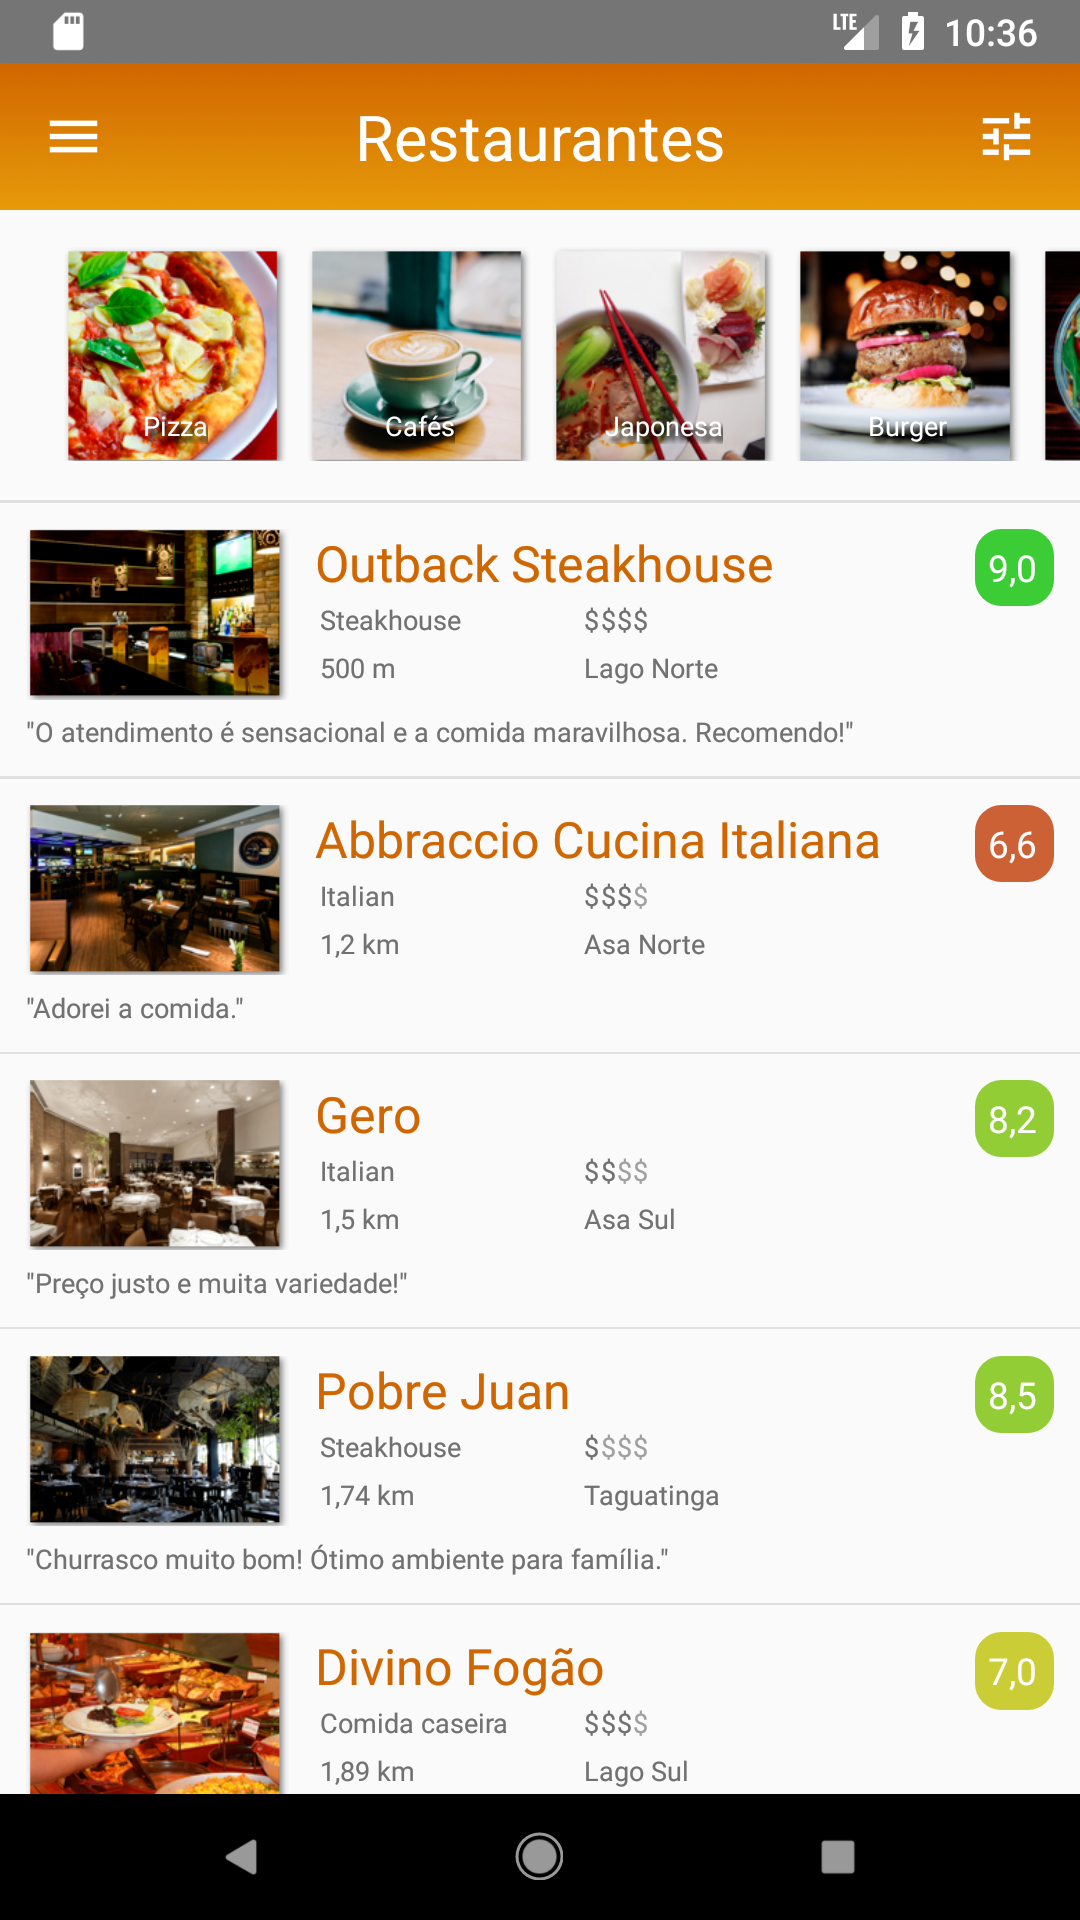 LTE 10:36
Restaurantes
Pizza Cafés Japonesa Burger
Outback Steakhouse 9,0
Steakhouse $$$$
500 m Lago Norte
"O atendimento é sensacional e a comida maravilhosa. Recomendo!"
Abbraccio Cucina Italiana 6,6
Italian $$$$
1,2 km Asa Norte
"Adorei a comida."
Gero 8,2
Italian $$$$
1,5 km Asa Sul
"Preço justo e muita variedade!"
Pobre Juan 8,5
Steakhouse $$$$
1,74 km Taguatinga
"Churrasco muito bom! Ótimo ambiente para família."
Divino Fogão 7,0
Comida caseira $$$$
1,89 km Lago Sul